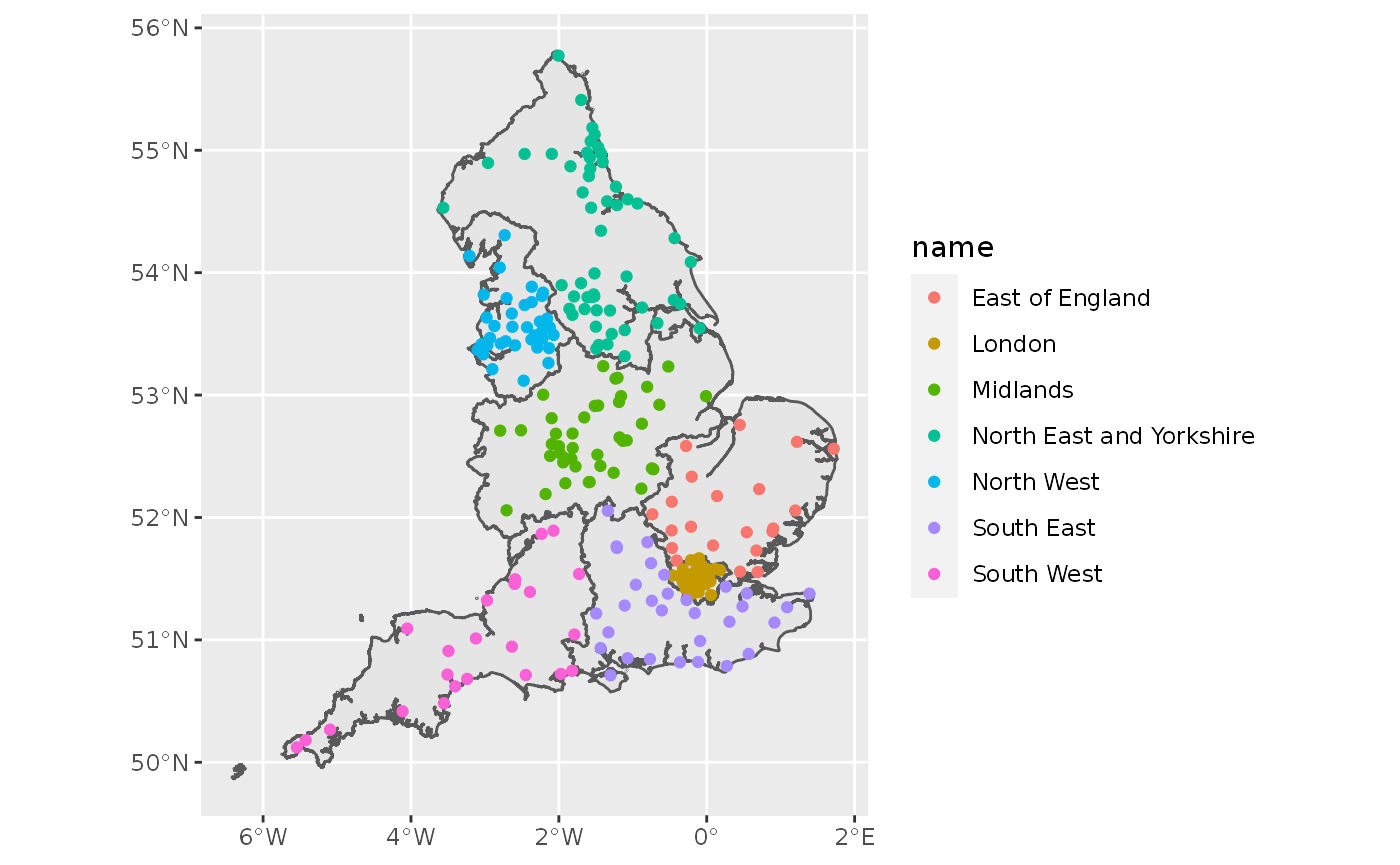 56°N
55°N
54°N
53°N
52°N
51°N
50°N
6°W
4°W
2°W
0°
2°E
name
East of England
London
Midlands
North East and Yorkshire
North West
South East
South West